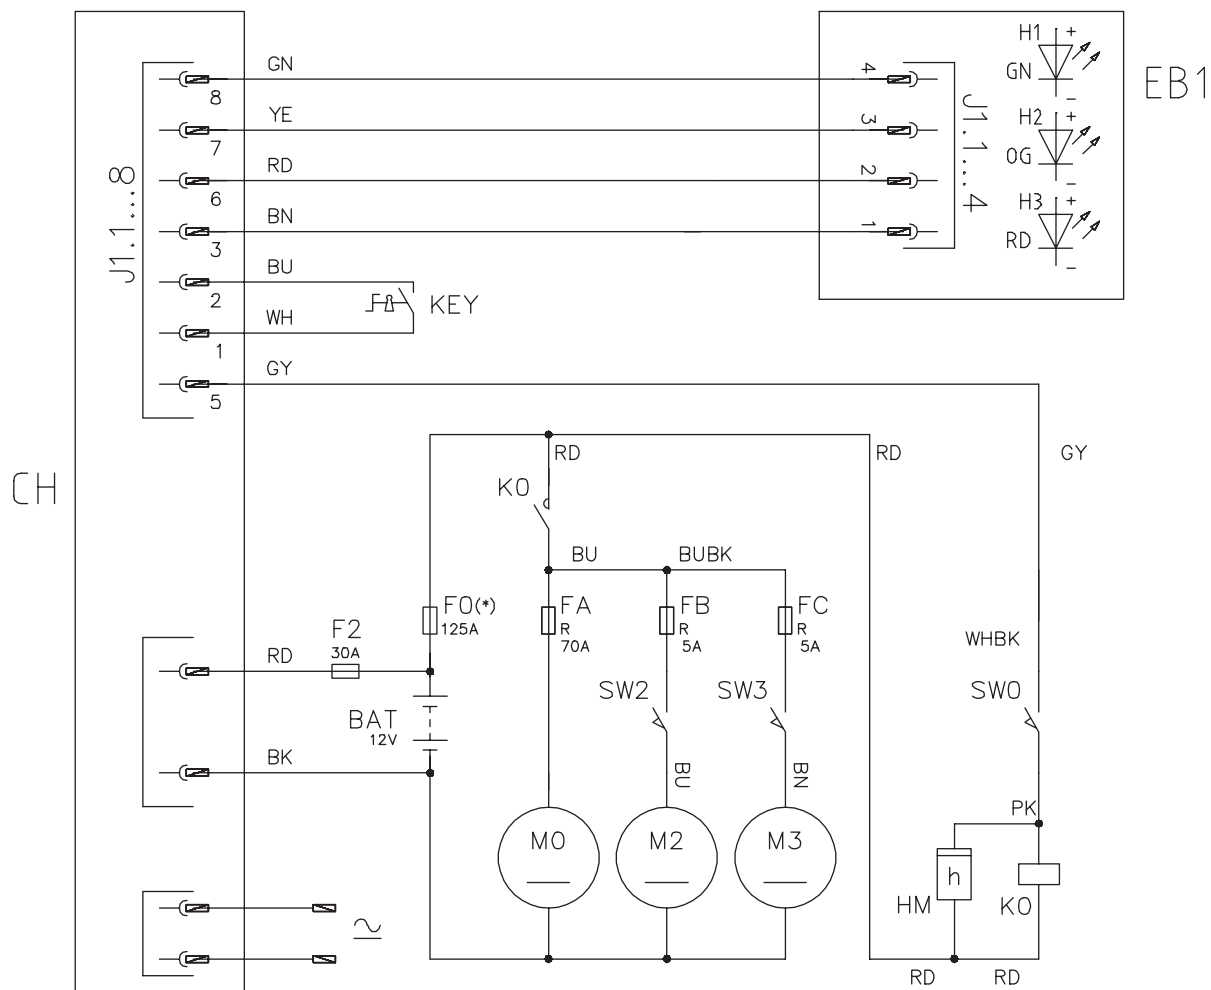 H1 +
GN
8 GN 4
GN
−
EB1
7 YE 3
H2 +
OG
−
6 RD 2
H3 +
RD
−
3 BN 1
J1.1...8
J1.1...4
BU
2
KEY
WH
1
GY
5
CH
RD RD GY
K0
BU BUBK
F0(*)
125A
FA
R
70A
FB
R
5A
FC
R
5A
F2
30A
RD
WHBK
BAT
12V
SW2 SW3 SW0
BK
BU BN
PK
M0 M2 M3
h
HM K0
RD RD